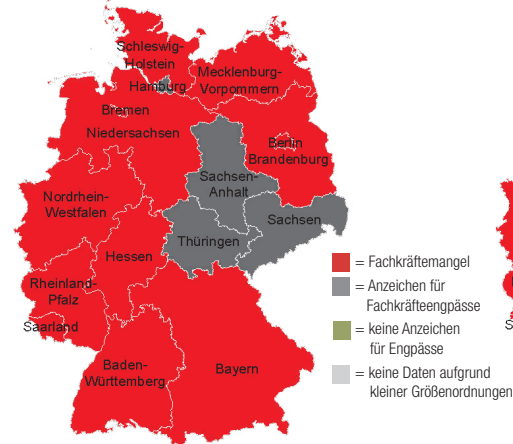 Schleswig-
Holstein
Mecklenburg-
Vorpommern
Hamburg
Bremen
Niedersachsen
Berlin
Brandenburg
Sachsen-
Anhalt
Nordrhein-
Westfalen
Sachsen
Thüringen
Hessen
Rheinland-
Pfalz
Saarland
Baden-
Württemberg
Bayern
= Fachkräftemangel
= Anzeichen für
Fachkräfteengpässe
= keine Anzeichen
für Engpässe
= keine Daten aufgrund
kleiner Größenordnungen
S